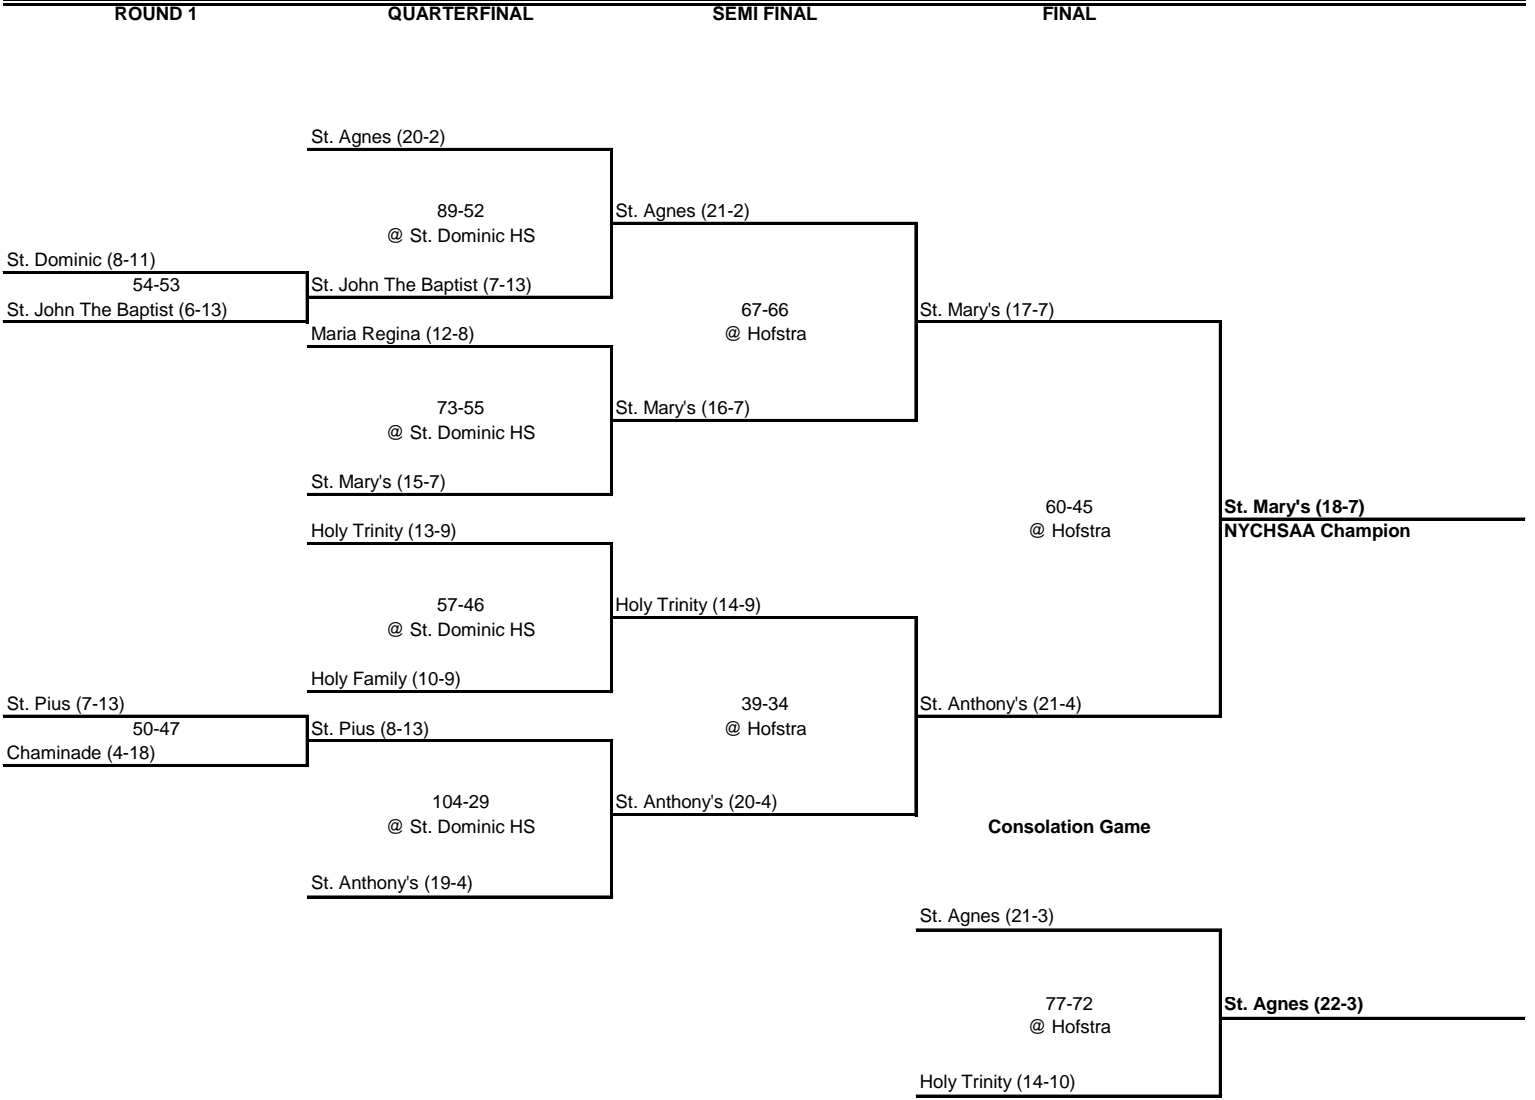 ROUND 1 QUARTERFINAL SEMI FINAL FINAL
St. Agnes (20-2)
89-52 St. Agnes (21-2)
@ St. Dominic HS
St. Dominic (8-11)
54-53 St. John The Baptist (7-13)
St. John The Baptist (6-13) 67-66 St. Mary's (17-7)
Maria Regina (12-8) @ Hofstra
73-55 St. Mary's (16-7)
@ St. Dominic HS
St. Mary's (15-7)
60-45 St. Mary's (18-7)
Holy Trinity (13-9) @ Hofstra NYCHSAA Champion
57-46 Holy Trinity (14-9)
@ St. Dominic HS
Holy Family (10-9)
St. Pius (7-13) 39-34 St. Anthony's (21-4)
50-47 St. Pius (8-13) @ Hofstra
Chaminade (4-18)
104-29 St. Anthony's (20-4)
@ St. Dominic HS Consolation Game
St. Anthony's (19-4)
St. Agnes (21-3)
77-72 St. Agnes (22-3)
@ Hofstra
Holy Trinity (14-10)